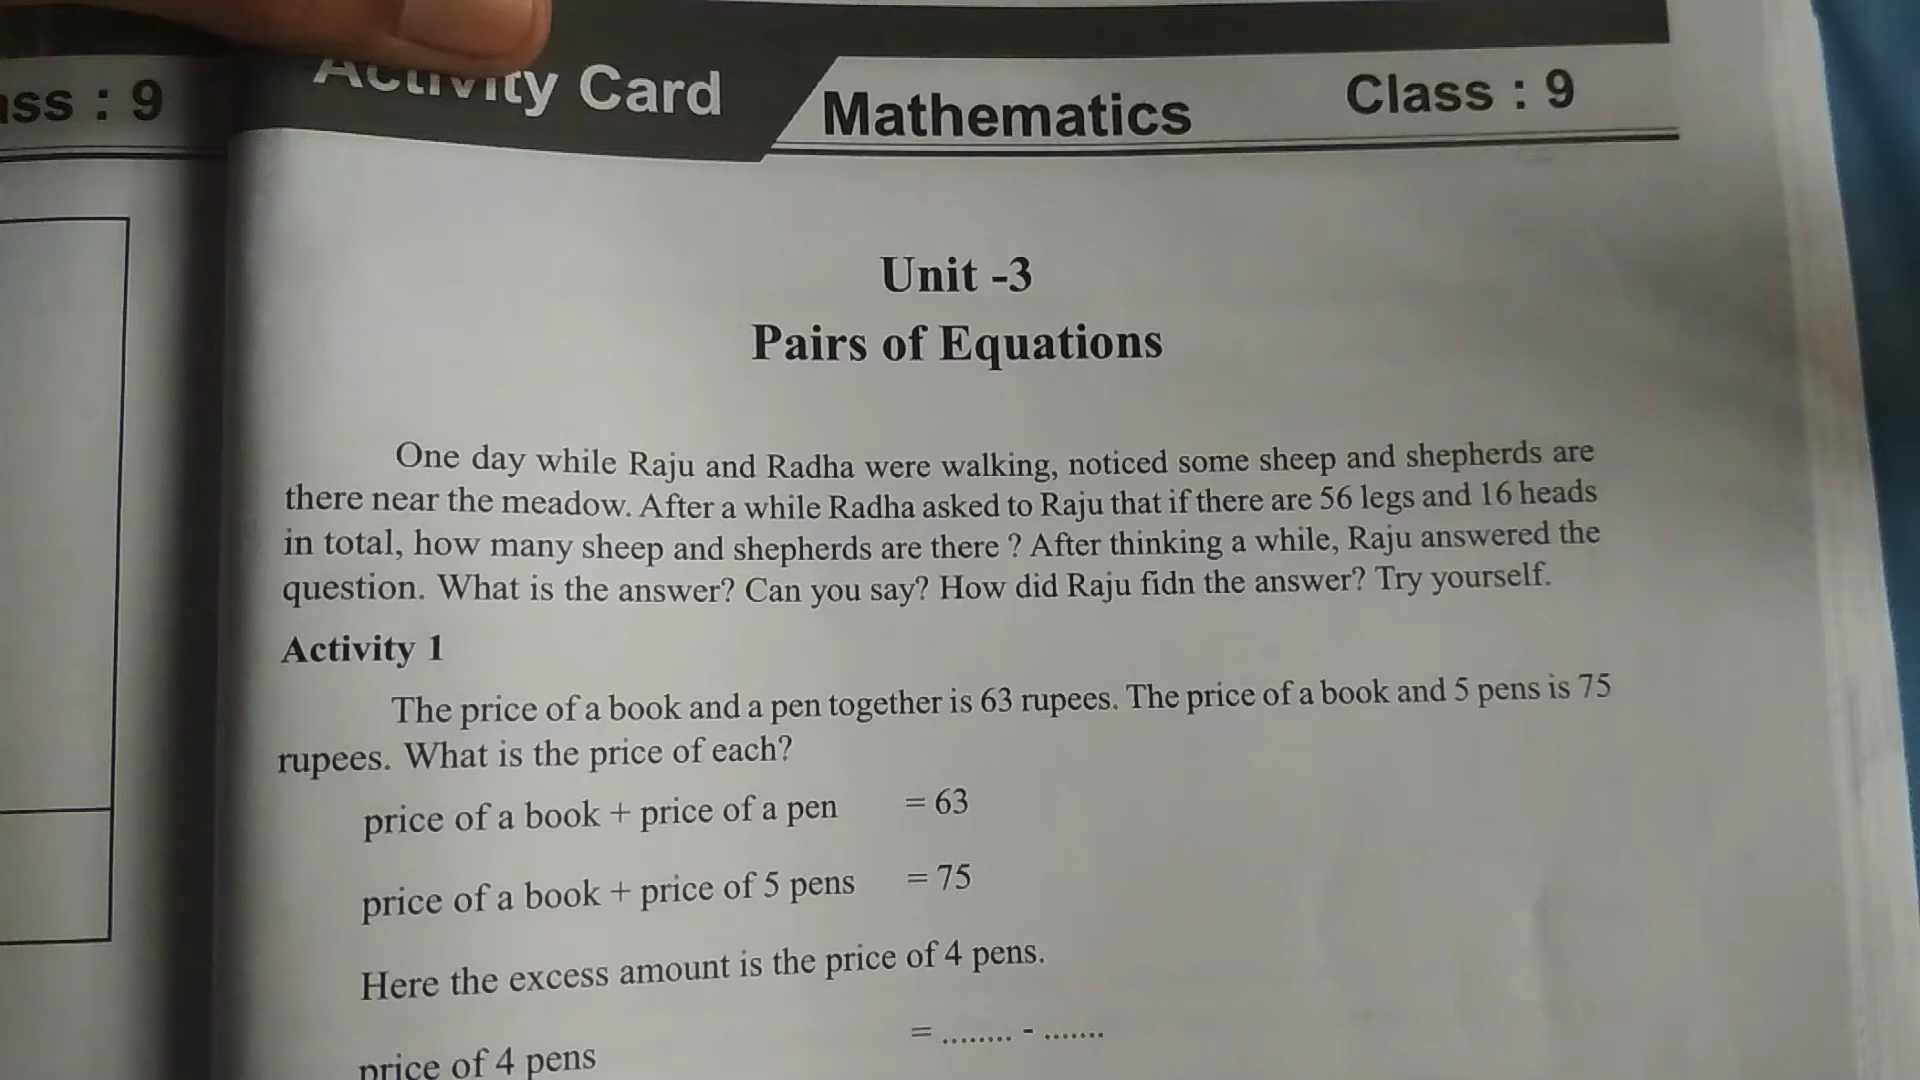 ass : 9
Activity Card
Mathematics
Class : 9
Unit -3
Pairs of Equations
One day while Raju and Radha were walking, noticed some sheep and shepherds are
there near the meadow. After a while Radha asked to Raju that if there are 56 legs and 16 heads
in total, how many sheep and shepherds are there ? After thinking a while, Raju answered the
question. What is the answer? Can you say? How did Raju fidn the answer? Try yourself.
Activity 1
The price of a book and a pen together is 63 rupees. The price of a book and 5 pens is 75
rupees. What is the price of each?
price of a book + price of a pen = 63
price of a book + price of 5 pens = 75
Here the excess amount is the price of 4 pens.
price of 4 pens = ........ - .......